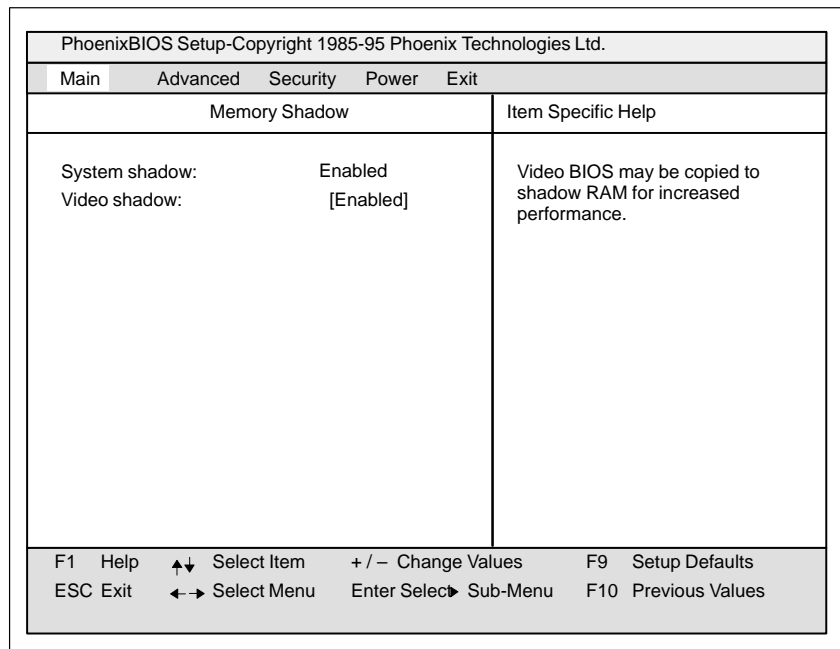 PhoenixBIOS Setup-Copyright 1985-95 Phoenix Technologies Ltd.
Main Advanced Security Power Exit
Memory Shadow
Item Specific Help
System shadow: Enabled
Video shadow: [Enabled]
Video BIOS may be copied to
shadow RAM for increased
performance.
F1 Help Select Item + / – Change Values F9 Setup Defaults
ESC Exit Select Menu Enter Select Sub-Menu F10 Previous Values